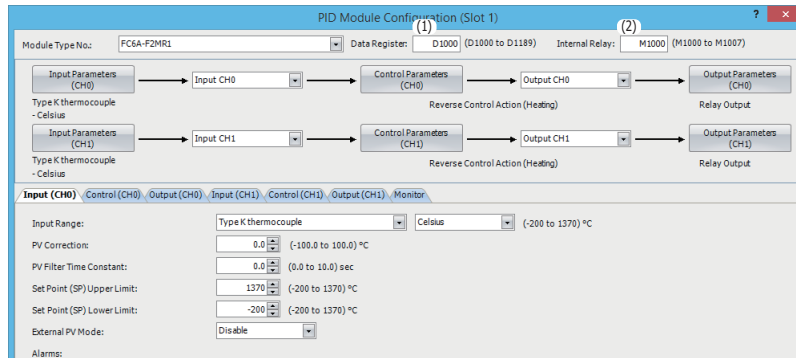 PID Module Configuration (Slot 1) ? ×
(1) (2)
Module Type No.: FC6A-F2MR1 Data Register: D1000 (D1000 to D1189) Internal Relay: M1000 (M1000 to M1007)
Input Parameters (CH0) Input CH0 Control Parameters (CH0) Output CH0 Output Parameters (CH0)
Type K thermocouple Reverse Control Action (Heating) Relay Output
- Celsius
Input Parameters (CH1) Input CH1 Control Parameters (CH1) Output CH1 Output Parameters (CH1)
Type K thermocouple Reverse Control Action (Heating) Relay Output
- Celsius
Input (CH0) Control (CH0) Output (CH0) Input (CH1) Control (CH1) Output (CH1) Monitor
Input Range: Type K thermocouple Celsius (-200 to 1370) °C
PV Correction: 0.0 (-100.0 to 100.0) °C
PV Filter Time Constant: 0.0 (0.0 to 10.0) sec
Set Point (SP) Upper Limit: 1370 (-200 to 1370) °C
Set Point (SP) Lower Limit: -200 (-200 to 1370) °C
External PV Mode: Disable
Alarms: